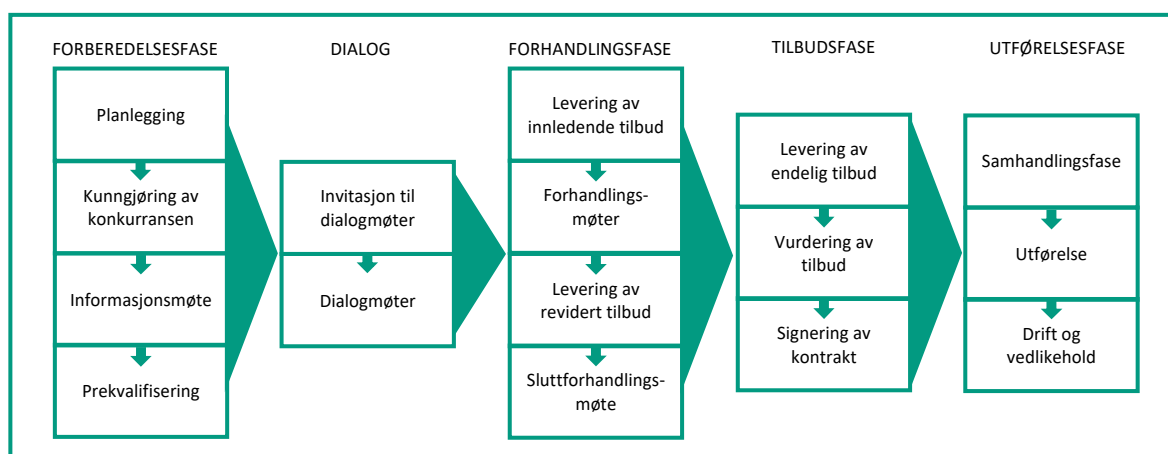 FORBEREDELSESFASE
Planlegging
Kunngjøring av
konkurransen
Informasjonsmøte
Prekvalifisering
DIALOG
Invitasjon til
dialogmøter
Dialogmøter
FORHANDLINGSFASE
Levering av
innledende tilbud
Forhandlings-
møter
Levering av
revidert tilbud
Sluttforhandlings-
møte
TILBUDSFASE
Levering av
endelig tilbud
Vurdering av
tilbud
Signering av
kontrakt
UTFØRELSESFASE
Samhandlingsfase
Utførelse
Drift og
vedlikehold